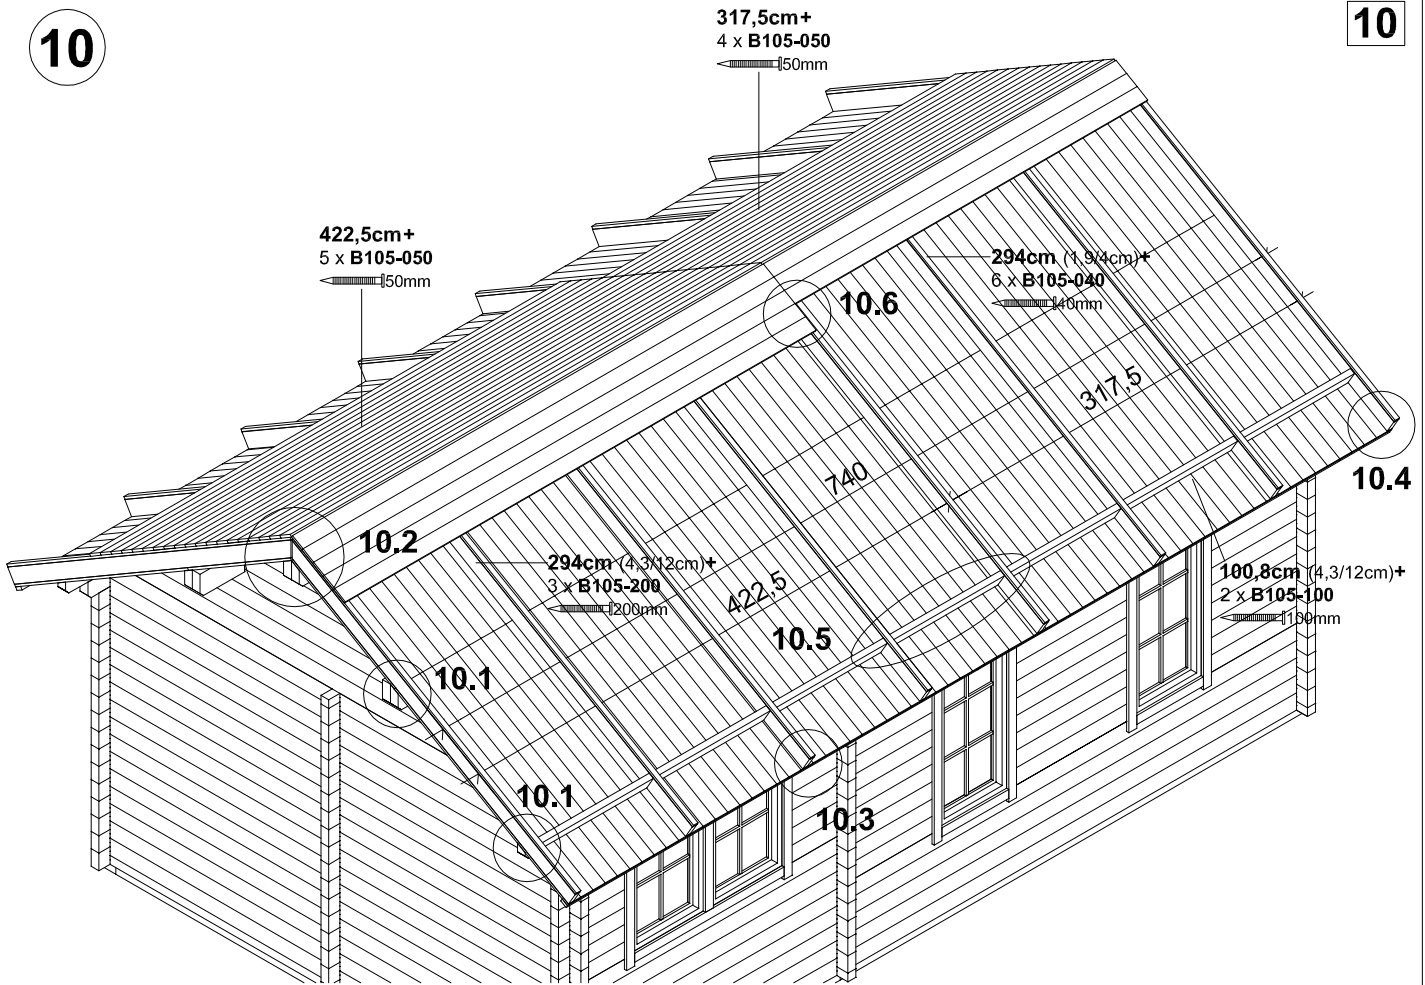 10
317,5cm+
4 x B105-050
50mm
10
422,5cm+
5 x B105-050
50mm
294cm (1,9/4cm)+
6 x B105-040
40mm
10.6
317,5
740
10.4
10.2
294cm (4,3/12cm)+
3 x B105-200
200mm
422,5
10.5
100,8cm (4,3/12cm)+
2 x B105-100
100mm
10.1
10.1
10.3